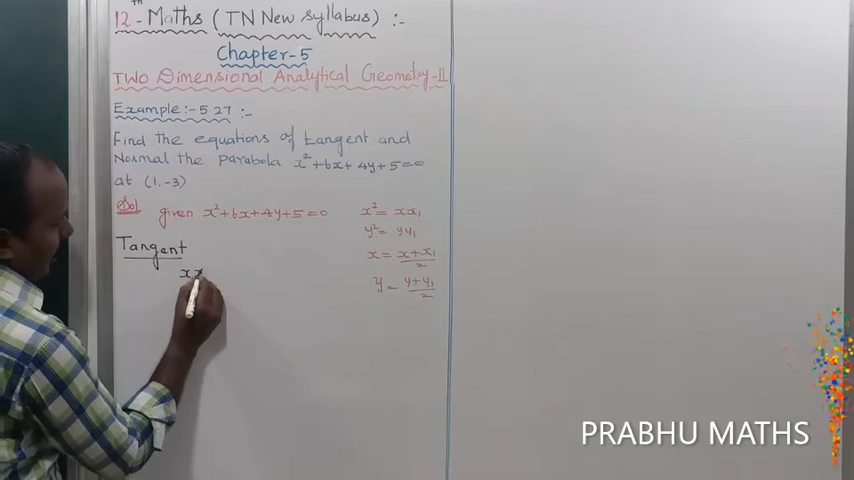 12th - Maths ( TN New syllabus) :-
Chapter-5
TWO Dimensional Analytical Geometry-II
Example:- 5.27 :-
Find the equations of tangent and
Normal the parabola x²+6x+4y+5=0
at (1,-3)
Sol
given x²+6x+4y+5=0
Tangent
xx
x² = xx₁
y² = yy₁
x = x+x₁/2
y = y+y₁/2
PRABHU MATHS